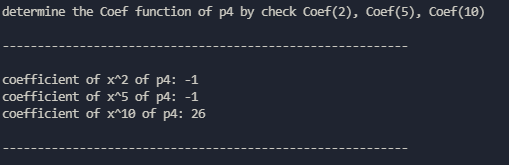 determine the Coef function of p4 by check Coef(2), Coef(5), Coef(10)
----------------------------------------------------------
coefficient of x^2 of p4: -1
coefficient of x^5 of p4: -1
coefficient of x^10 of p4: 26
----------------------------------------------------------